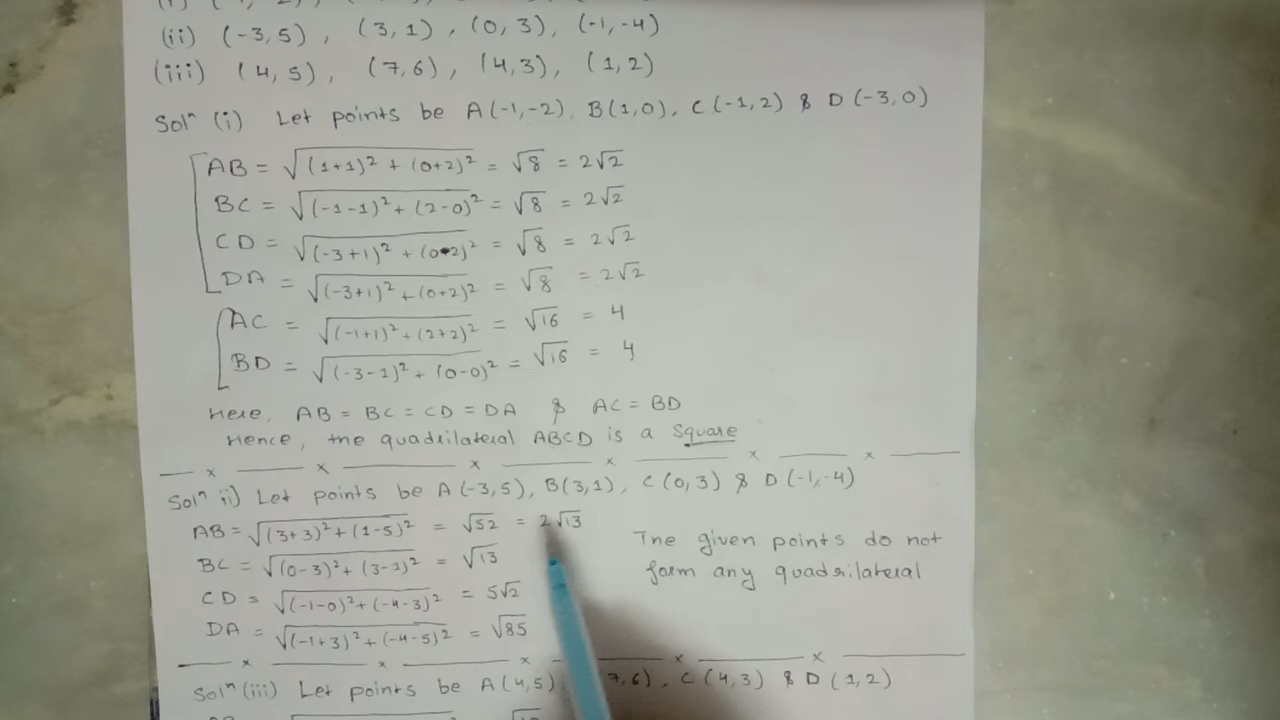 (ii) (-3,5), (3,1), (0,3), (-1,-4)
(iii) (4,5), (7,6), (4,3), (1,2)
Solⁿ (i) Let points be A(-1,-2), B(1,0), C(-1,2) & D(-3,0)
AB = √((1+1)² + (0+2)²) = √8 = 2√2
BC = √((-1-1)² + (2-0)²) = √8 = 2√2
CD = √((-3+1)² + (0-2)²) = √8 = 2√2
DA = √((-3+1)² + (0+2)²) = √8 = 2√2
AC = √((-1+1)² + (2+2)²) = √16 = 4
BD = √((-3-1)² + (0-0)²) = √16 = 4
Here, AB = BC = CD = DA & AC = BD
Hence, the quadrilateral ABCD is a Square
Solⁿ ii) Let points be A(-3,5), B(3,1), C(0,3) & D(-1,-4)
AB = √((3+3)² + (1-5)²) = √52 = 2√13
BC = √((0-3)² + (3-1)²) = √13
CD = √((-1-0)² + (-4-3)²) = 5√2
DA = √((-1+3)² + (-4-5)²) = √85
The given points do not
form any quadrilateral
Solⁿ (iii) Let points be A(4,5), 7,6), C(4,3) & D(1,2)